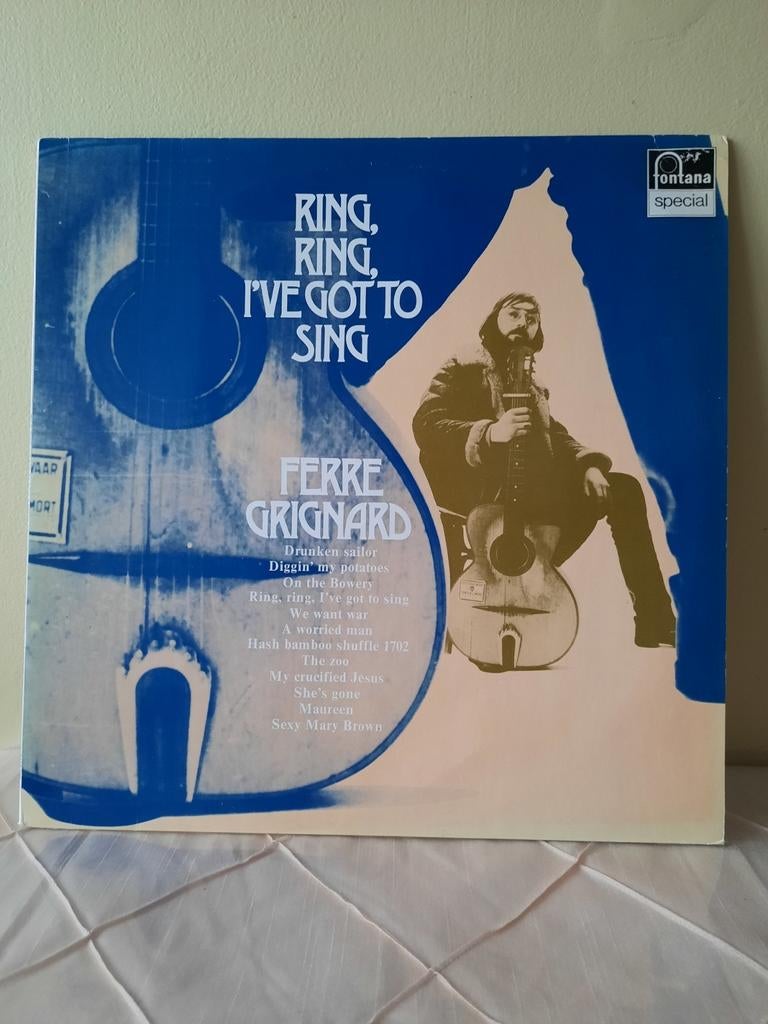 fontana
special
RING,
RING,
I'VE GOT TO
SING
VAAR
MORT
FERRE
GRIGNARD
Drunken sailor
Diggin' my potatoes
On the Bowery
Ring, ring, I've got to sing
We want war
A worried man
Hash bamboo shuffle 1702
The zoo
My crucified Jesus
She's gone
Maureen
Sexy Mary Brown